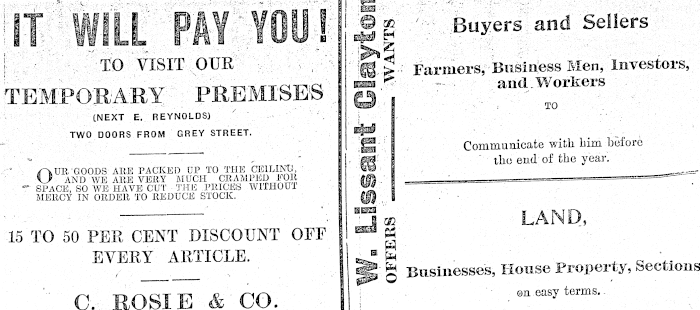 IT WILL PAY YOU!
TO VISIT OUR
TEMPORARY PREMISES
(NEXT E. REYNOLDS)
TWO DOORS FROM GREY STREET.
OUR GOODS ARE PACKED UP TO THE CEILING,
AND WE ARE VERY MUCH CRAMPED FOR
SPACE, SO WE HAVE CUT THE PRICES WITHOUT
MERCY IN ORDER TO REDUCE STOCK.
15 TO 50 PER CENT DISCOUNT OFF
EVERY ARTICLE.
C. ROSIE & CO.
W. Lissant Clayton
WANTS
Buyers and Sellers
Farmers, Business Men, Investors,
and Workers
TO
Communicate with him before
the end of the year.
OFFERS
LAND,
Businesses, House Property, Sections
on easy terms.